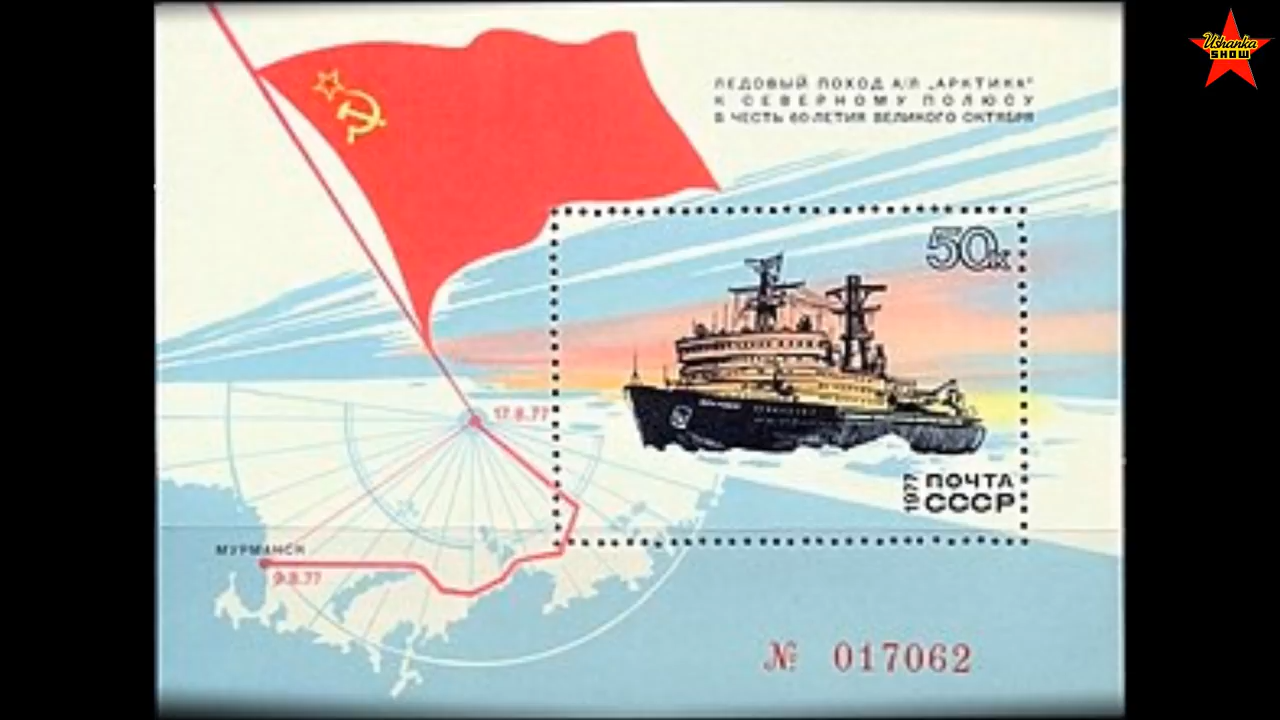 Ushanka
SHOW
ЛЕДОВЫЙ ПОХОД А/Л „АРКТИКА"
К СЕВЕРНОМУ ПОЛЮСУ
В ЧЕСТЬ 60-ЛЕТИЯ ВЕЛИКОГО ОКТЯБРЯ
50к
17.8.77
1977 ПОЧТА
СССР
МУРМАНСК
9.8.77
№ 017062